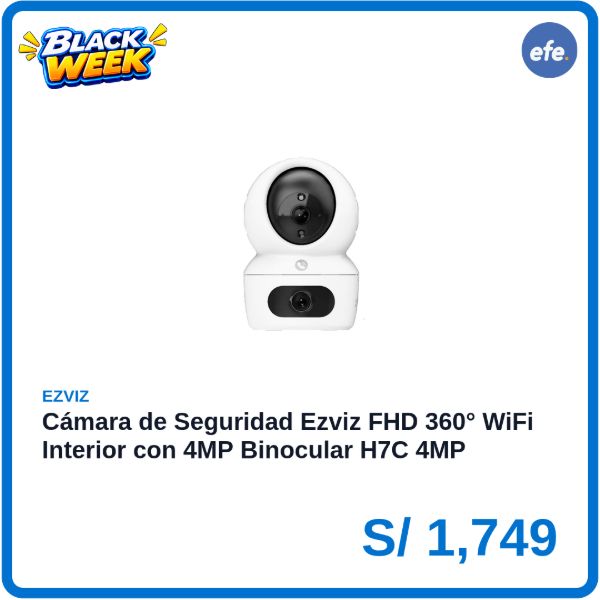 BLACK
WEEK
efe.
EZVIZ
Cámara de Seguridad Ezviz FHD 360° WiFi
Interior con 4MP Binocular H7C 4MP
S/ 1,749